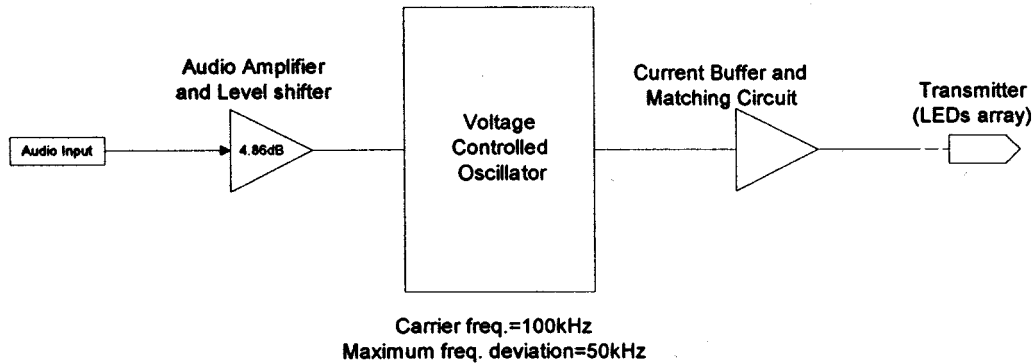 Audio Input
Audio Amplifier
and Level shifter
4.86dB
Voltage
Controlled
Oscillator
Carrier freq.=100kHz
Maximum freq. deviation=50kHz
Current Buffer and
Matching Circuit
Transmitter
(LEDs array)